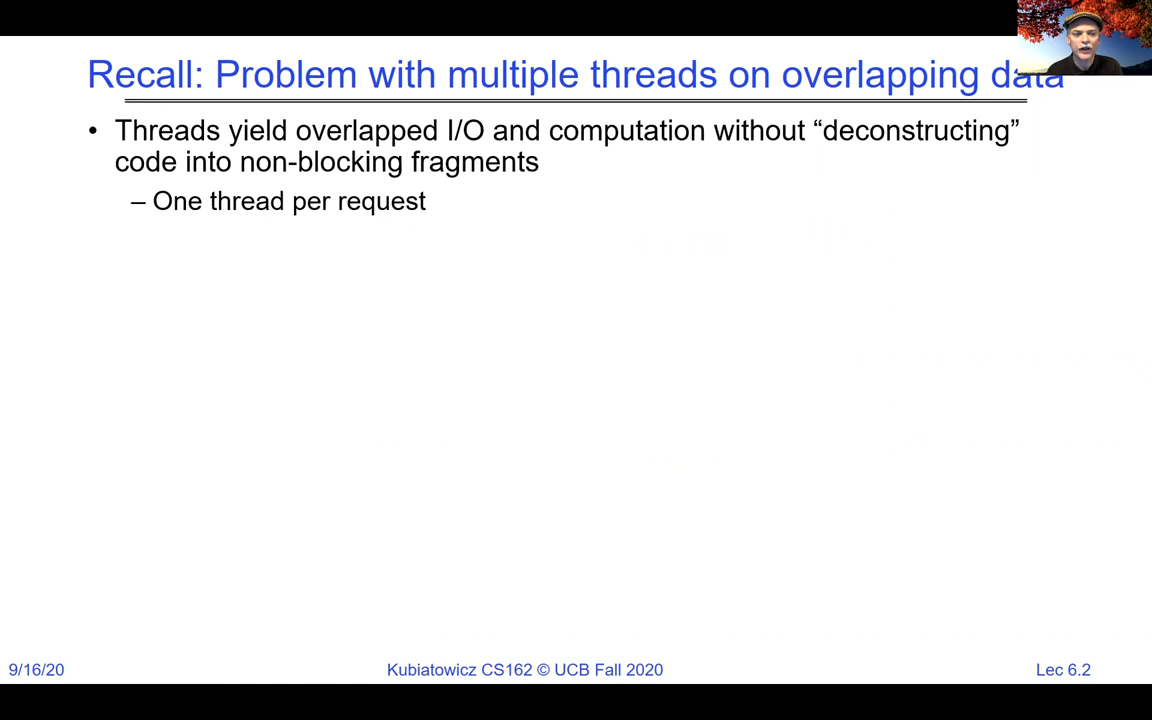 Recall: Problem with multiple threads on overlapping data
• Threads yield overlapped I/O and computation without “deconstructing”
code into non-blocking fragments
– One thread per request
9/16/20
Kubiatowicz CS162 © UCB Fall 2020
Lec 6.2